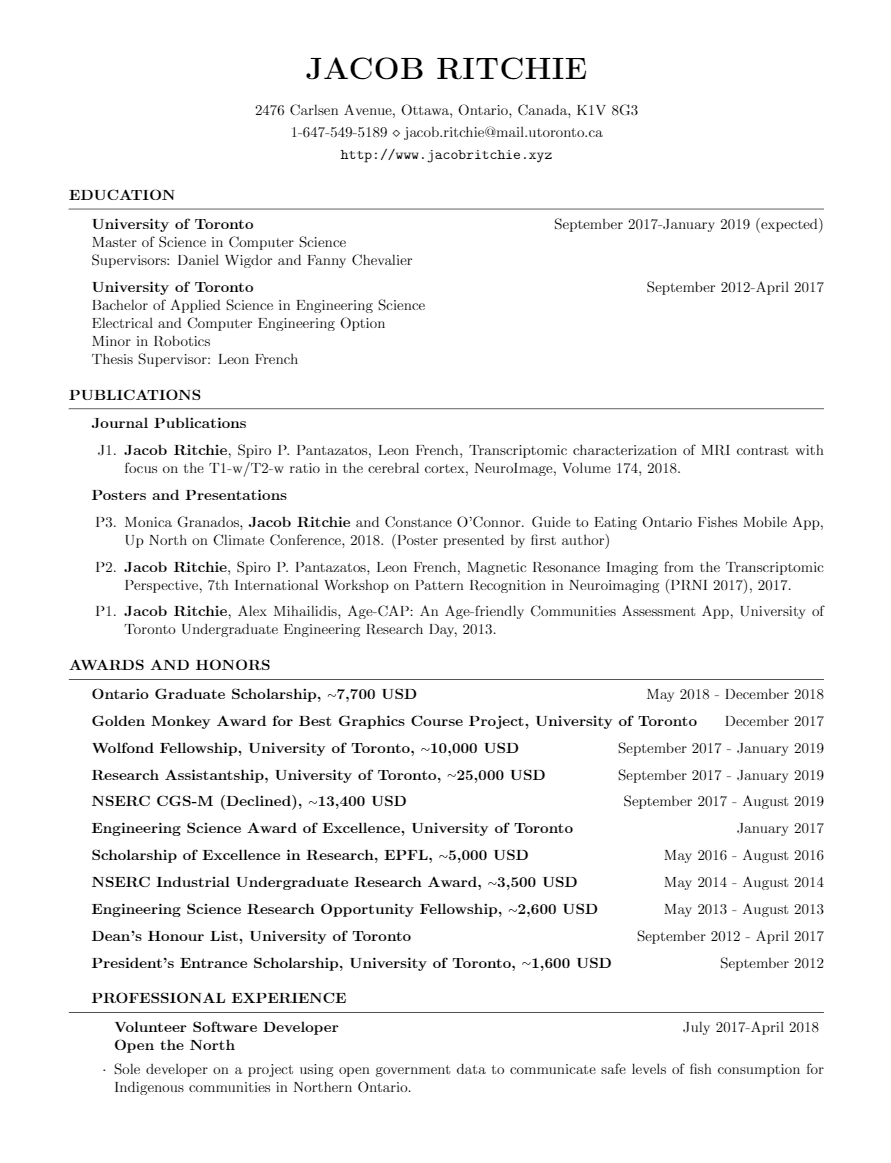 JACOB RITCHIE
2476 Carlsen Avenue, Ottawa, Ontario, Canada, K1V 8G3
1-647-549-5189 ⋄ jacob.ritchie@mail.utoronto.ca
http://www.jacobritchie.xyz
EDUCATION
University of Toronto September 2017-January 2019 (expected)
Master of Science in Computer Science
Supervisors: Daniel Wigdor and Fanny Chevalier
University of Toronto September 2012-April 2017
Bachelor of Applied Science in Engineering Science
Electrical and Computer Engineering Option
Minor in Robotics
Thesis Supervisor: Leon French
PUBLICATIONS
Journal Publications
J1. Jacob Ritchie, Spiro P. Pantazatos, Leon French, Transcriptomic characterization of MRI contrast with
focus on the T1-w/T2-w ratio in the cerebral cortex, NeuroImage, Volume 174, 2018.
Posters and Presentations
P3. Monica Granados, Jacob Ritchie and Constance O'Connor. Guide to Eating Ontario Fishes Mobile App,
Up North on Climate Conference, 2018. (Poster presented by first author)
P2. Jacob Ritchie, Spiro P. Pantazatos, Leon French, Magnetic Resonance Imaging from the Transcriptomic
Perspective, 7th International Workshop on Pattern Recognition in Neuroimaging (PRNI 2017), 2017.
P1. Jacob Ritchie, Alex Mihailidis, Age-CAP: An Age-friendly Communities Assessment App, University of
Toronto Undergraduate Engineering Research Day, 2013.
AWARDS AND HONORS
Ontario Graduate Scholarship, ~7,700 USD May 2018 - December 2018
Golden Monkey Award for Best Graphics Course Project, University of Toronto December 2017
Wolfond Fellowship, University of Toronto, ~10,000 USD September 2017 - January 2019
Research Assistantship, University of Toronto, ~25,000 USD September 2017 - January 2019
NSERC CGS-M (Declined), ~13,400 USD September 2017 - August 2019
Engineering Science Award of Excellence, University of Toronto January 2017
Scholarship of Excellence in Research, EPFL, ~5,000 USD May 2016 - August 2016
NSERC Industrial Undergraduate Research Award, ~3,500 USD May 2014 - August 2014
Engineering Science Research Opportunity Fellowship, ~2,600 USD May 2013 - August 2013
Dean's Honour List, University of Toronto September 2012 - April 2017
President's Entrance Scholarship, University of Toronto, ~1,600 USD September 2012
PROFESSIONAL EXPERIENCE
Volunteer Software Developer July 2017-April 2018
Open the North
· Sole developer on a project using open government data to communicate safe levels of fish consumption for
Indigenous communities in Northern Ontario.